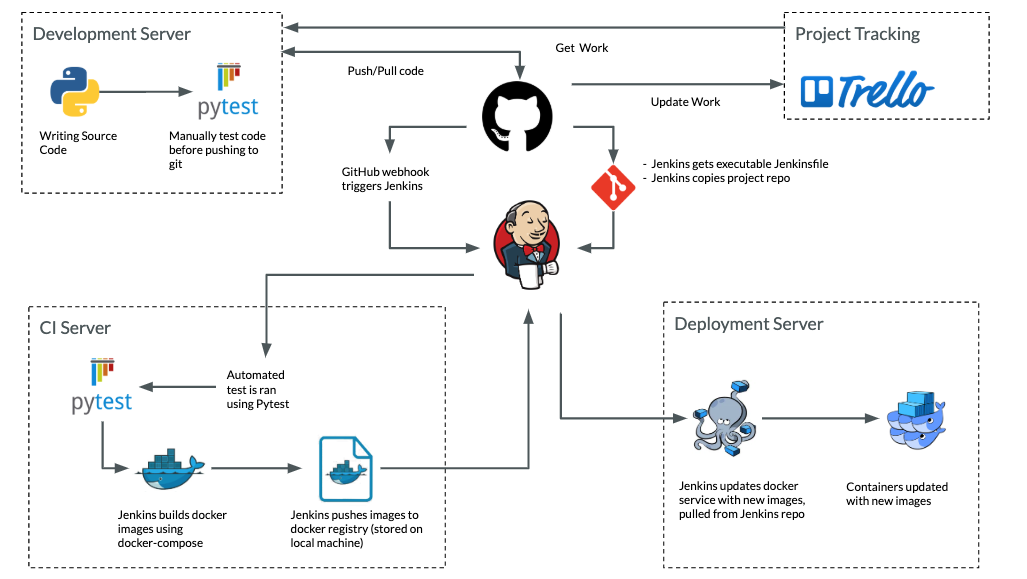 Development Server
Writing Source
Code
pytest
Manually test code
before pushing to
git
Get Work
Push/Pull code
Update Work
Project Tracking
Trello
GitHub webhook
triggers Jenkins
- Jenkins gets executable Jenkinsfile
- Jenkins copies project repo
CI Server
pytest
Automated
test is ran
using Pytest
Jenkins builds docker
images using
docker-compose
Jenkins pushes images to
docker registry (stored on
local machine)
Deployment Server
Jenkins updates docker
service with new images,
pulled from Jenkins repo
Containers updated
with new images